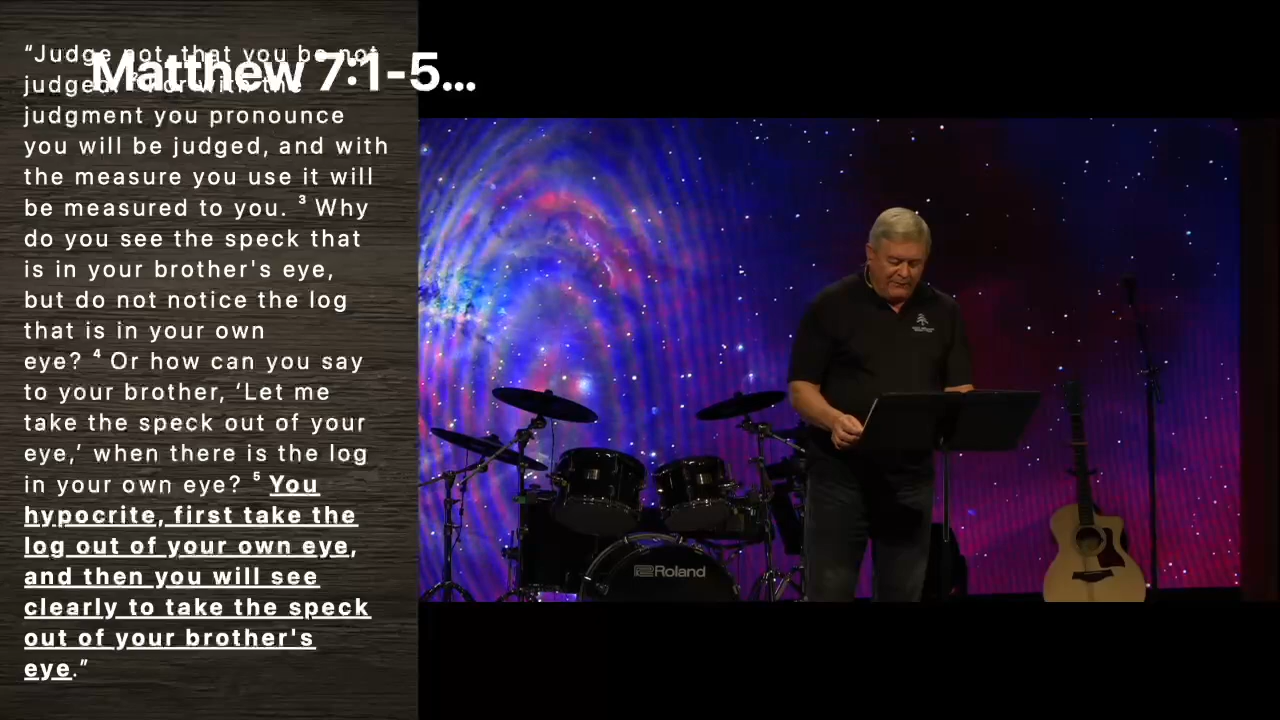 Matthew 7:1-5...
“Judge not, that you be not
judged. ² For with the
judgment you pronounce
you will be judged, and with
the measure you use it will
be measured to you. ³ Why
do you see the speck that
is in your brother's eye,
but do not notice the log
that is in your own
eye? ⁴ Or how can you say
to your brother, ‘Let me
take the speck out of your
eye,’ when there is the log
in your own eye? ⁵ You
hypocrite, first take the
log out of your own eye,
and then you will see
clearly to take the speck
out of your brother's
eye.”
Roland